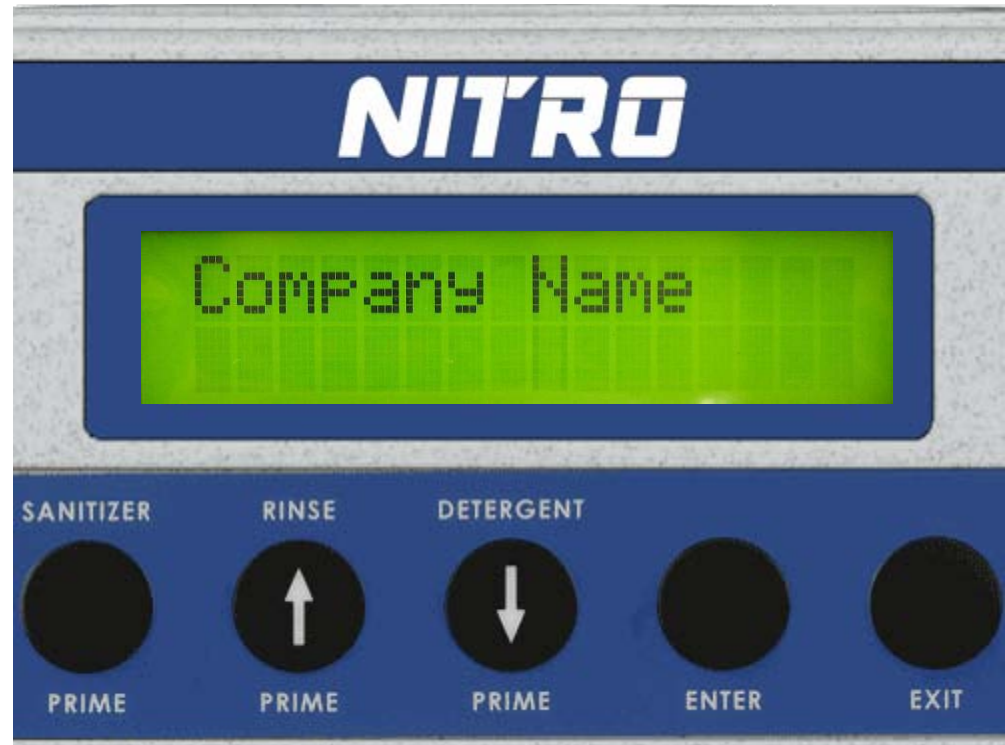 NITRO
Company Name
SANITIZER RINSE DETERGENT
PRIME PRIME PRIME ENTER EXIT